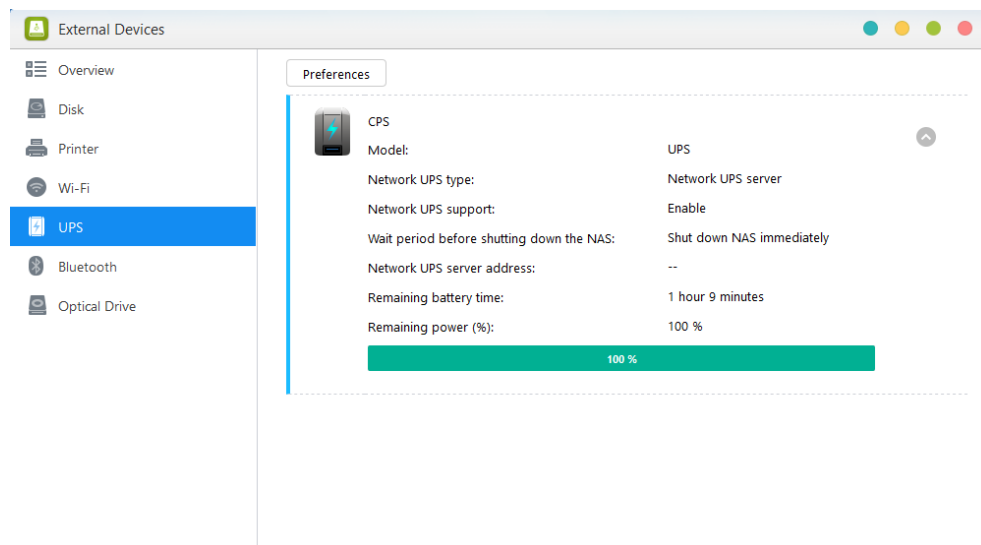 External Devices
Overview
Disk
Printer
Wi-Fi
UPS
Bluetooth
Optical Drive
Preferences
CPS
Model: UPS
Network UPS type: Network UPS server
Network UPS support: Enable
Wait period before shutting down the NAS: Shut down NAS immediately
Network UPS server address: --
Remaining battery time: 1 hour 9 minutes
Remaining power (%): 100 %
100 %